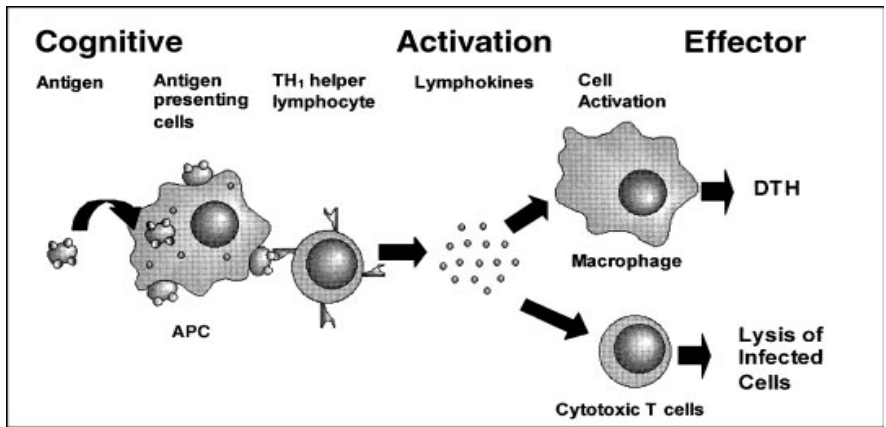 Cognitive Activation Effector
Antigen
Antigen
presenting
cells
TH₁ helper
lymphocyte
Lymphokines
Cell
Activation
DTH
Macrophage
APC
Lysis of
Infected
Cells
Cytotoxic T cells